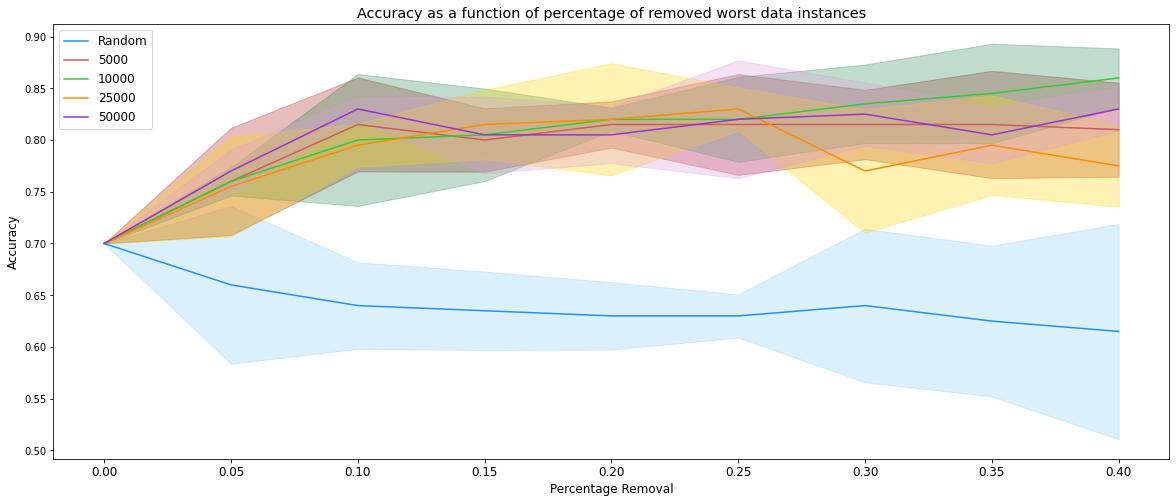 Accuracy as a function of percentage of removed worst data instances
Random
5000
10000
25000
50000
Accuracy
0.90
0.85
0.80
0.75
0.70
0.65
0.60
0.55
0.50
0.00 0.05 0.10 0.15 0.20 0.25 0.30 0.35 0.40
Percentage Removal